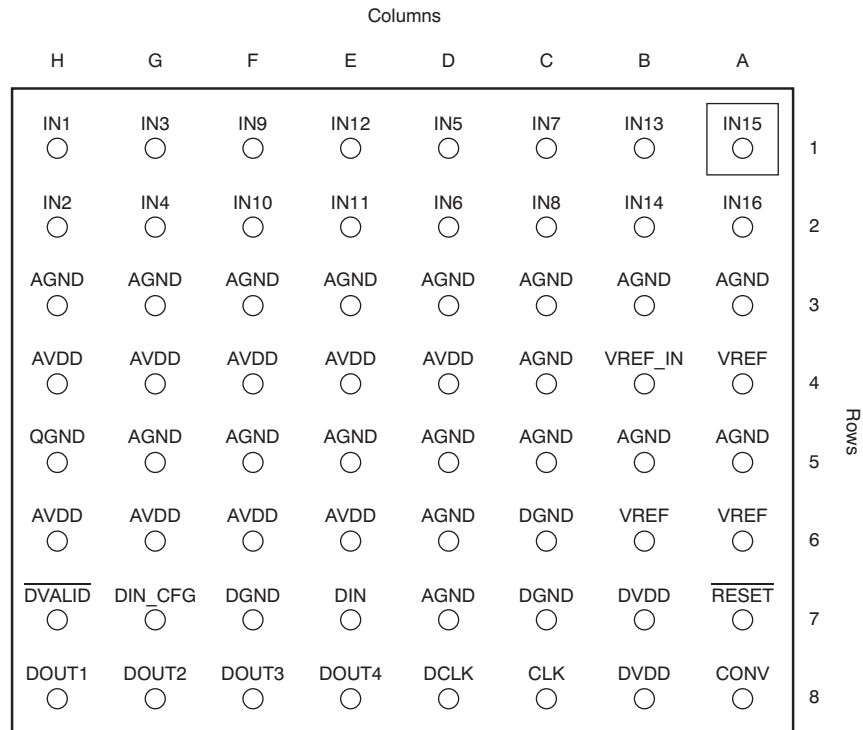 Columns
H G F E D C B A
IN1 IN3 IN9 IN12 IN5 IN7 IN13 IN15
1
IN2 IN4 IN10 IN11 IN6 IN8 IN14 IN16
2
AGND AGND AGND AGND AGND AGND AGND AGND
3
AVDD AVDD AVDD AVDD AVDD AGND VREF_IN VREF
4
Rows
QGND AGND AGND AGND AGND AGND AGND AGND
5
AVDD AVDD AVDD AVDD AGND DGND VREF VREF
6
DVALID DIN_CFG DGND DIN AGND DGND DVDD RESET
7
DOUT1 DOUT2 DOUT3 DOUT4 DCLK CLK DVDD CONV
8